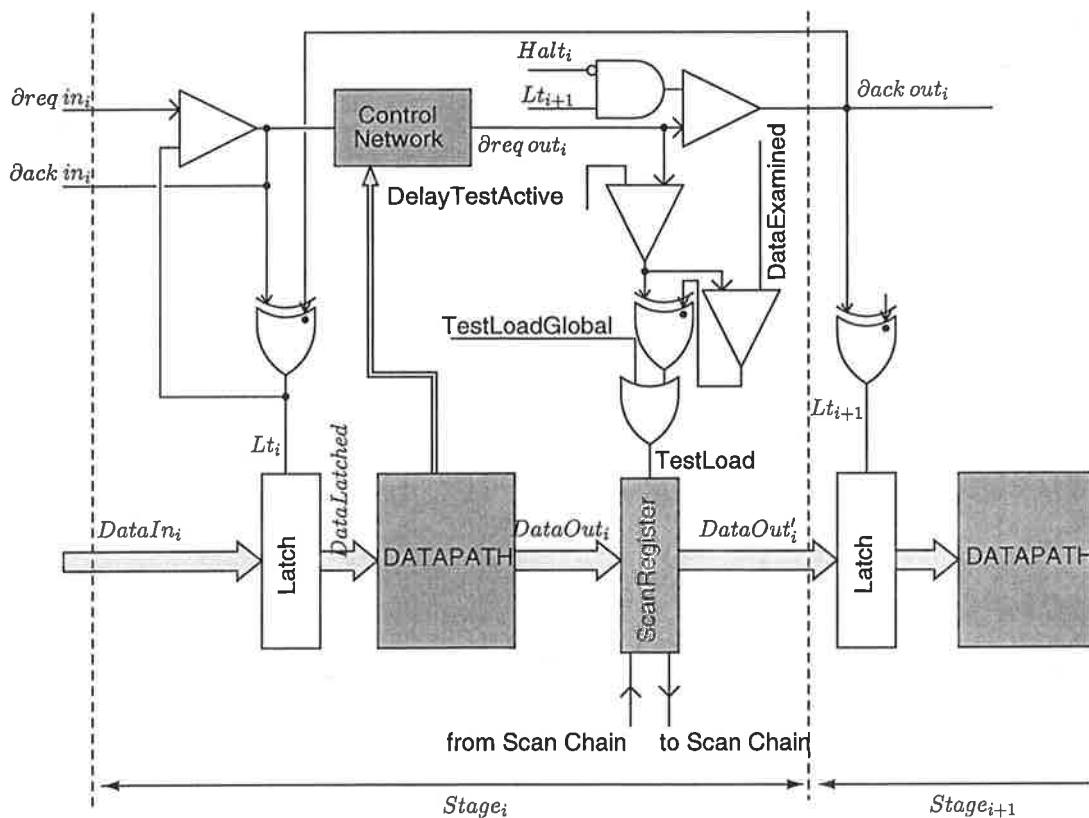 Halt_i
∂req in_i
Lt_{i+1}
∂ack out_i
Control
Network
∂req out_i
∂ack in_i
DelayTestActive
DataExamined
TestLoadGlobal
Lt_i
DataLatched
TestLoad
Lt_{i+1}
DataIn_i
Latch
DATAPATH
DataOut_i
ScanRegister
DataOut'_i
Latch
DATAPATH
from Scan Chain
to Scan Chain
Stage_i
Stage_{i+1}